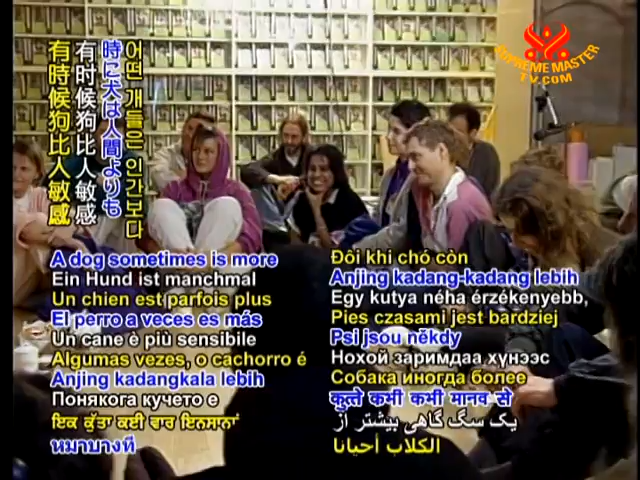 SUPREME MASTER
TV.COM
有時候狗比人敏感
有时候狗比人敏感
時に犬は人間よりも
어떤 개들은 인간보다
A dog sometimes is more
Ein Hund ist manchmal
Un chien est parfois plus
El perro a veces es más
Un cane è più sensibile
Algumas vezes, o cachorro é
Anjing kadangkala lebih
Понякога кучето е
ਇਕ ਕੁੱਤਾ ਕਈ ਵਾਰ ਇਨਸਾਨਾਂ
หมาบางที
Đôi khi chó còn
Anjing kadang-kadang lebih
Egy kutya néha érzékenyebb,
Pies czasami jest bardziej
Psi jsou někdy
Нохой заримдаа хүнээс
Собака иногда более
कुत्ते कभी कभी मानव से
یک سگ گاهی بیشتر از
الكلاب أحيانا